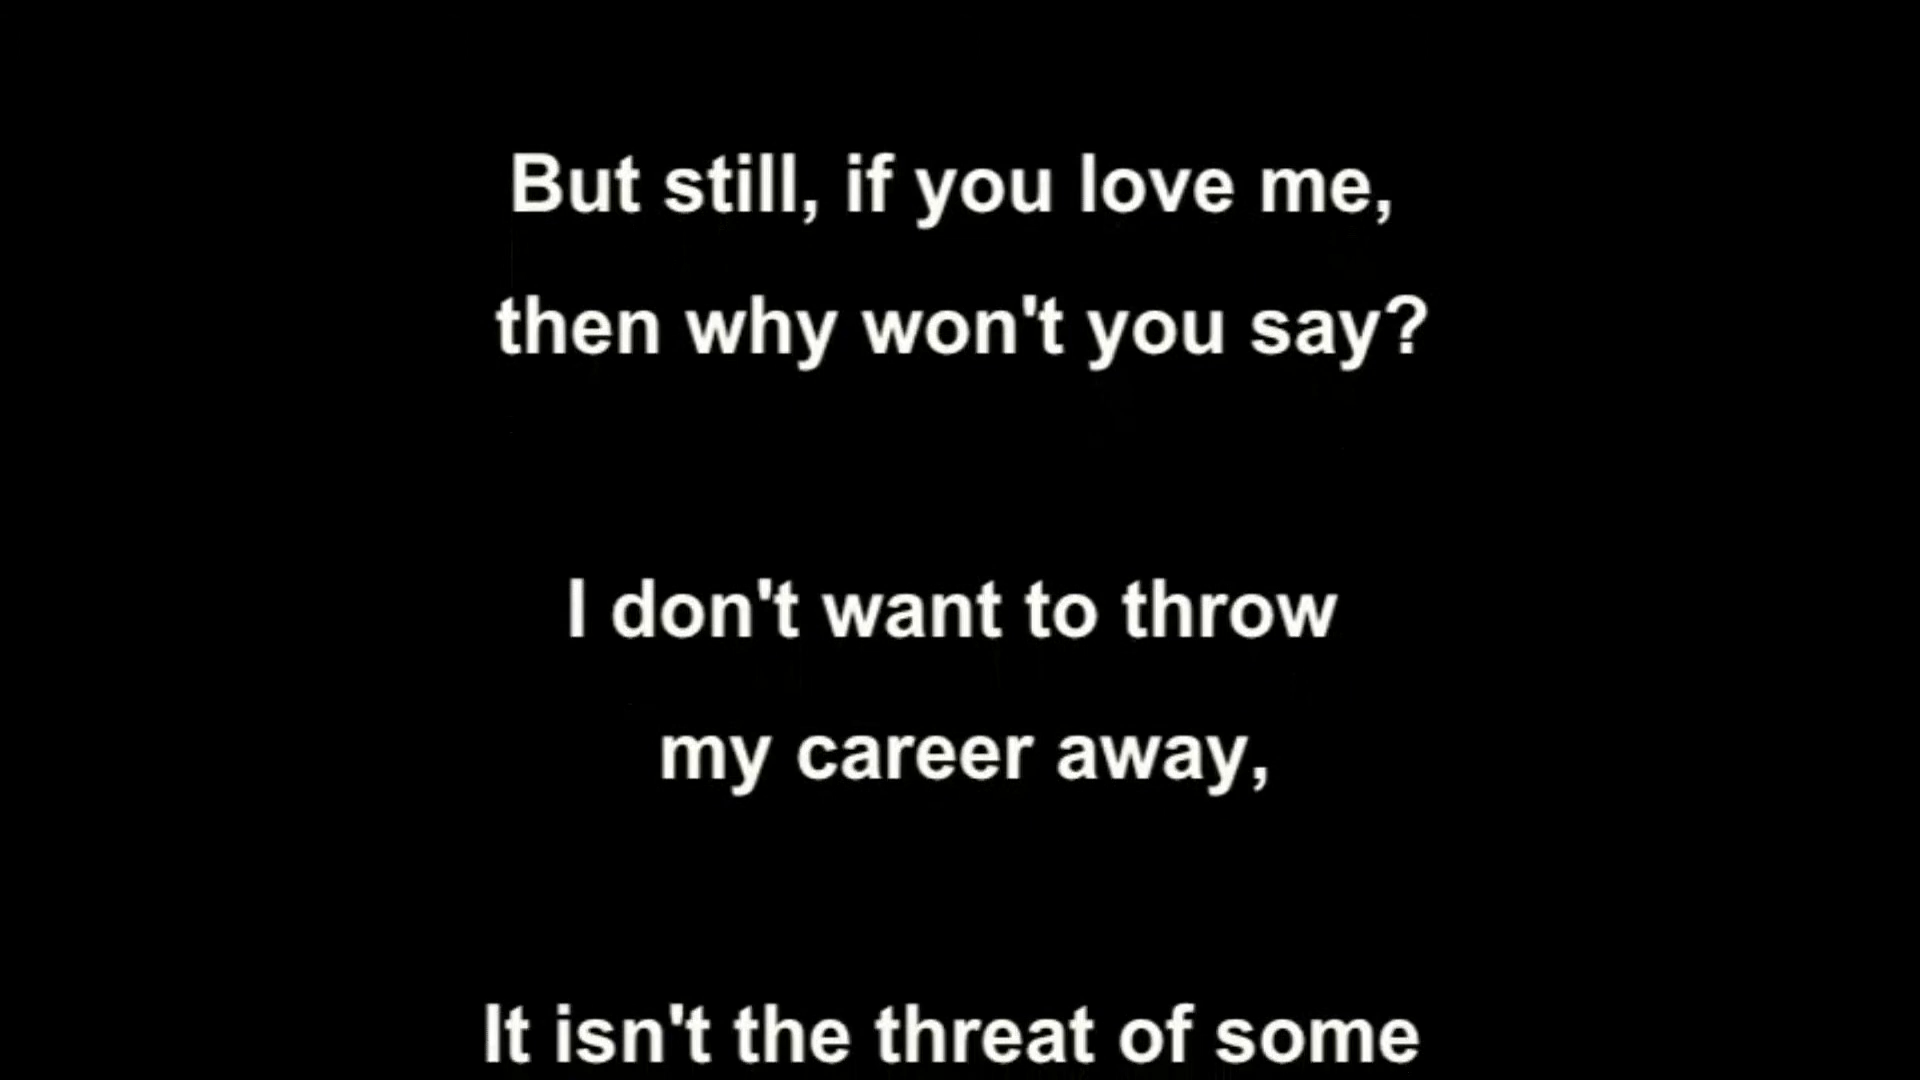 But still, if you love me,
then why won't you say?
I don't want to throw
my career away,
It isn't the threat of some